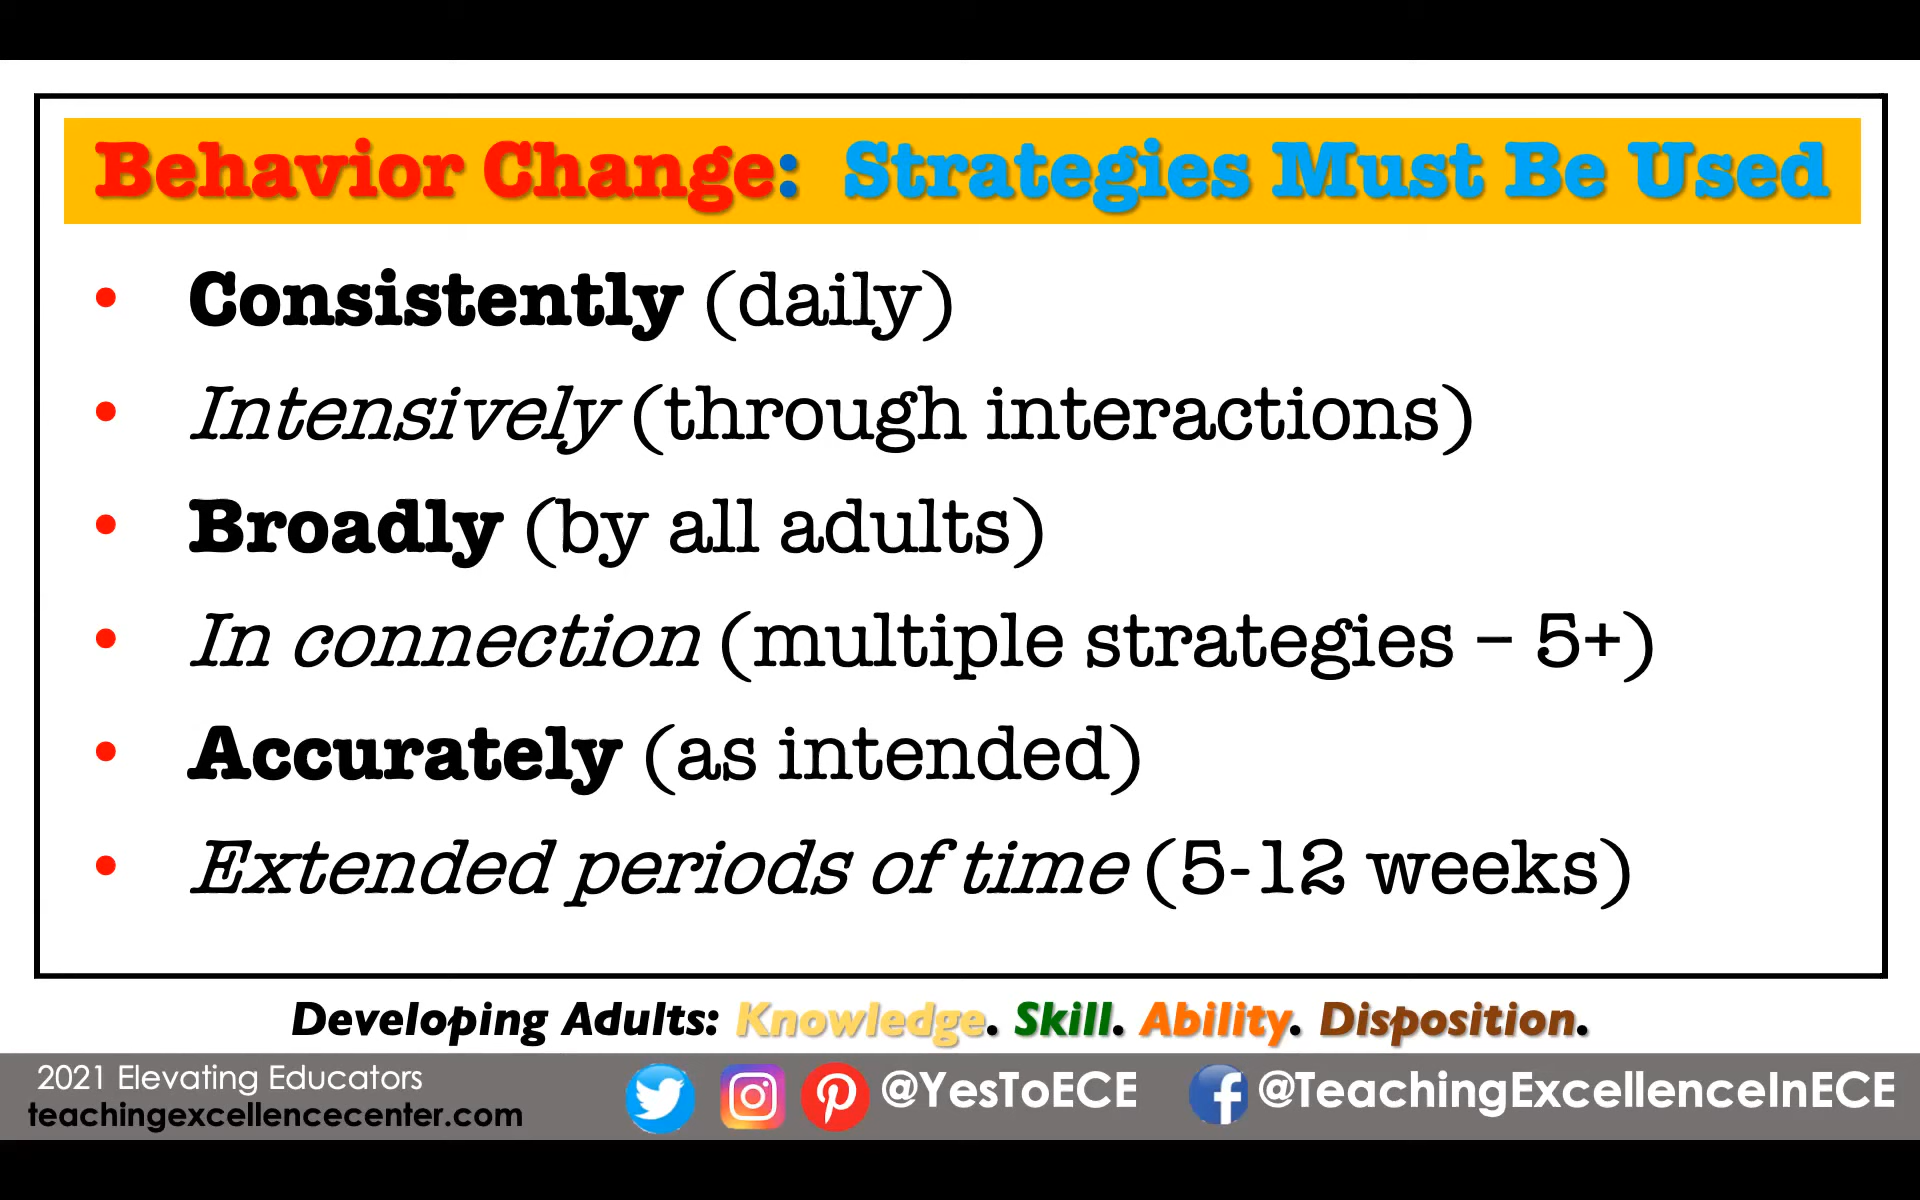 Behavior Change: Strategies Must Be Used
• Consistently (daily)
• Intensively (through interactions)
• Broadly (by all adults)
• In connection (multiple strategies – 5+)
• Accurately (as intended)
• Extended periods of time (5-12 weeks)
Developing Adults: Knowledge. Skill. Ability. Disposition.
2021 Elevating Educators
teachingexcellencecenter.com
@YesToECE
@TeachingExcellenceInECE